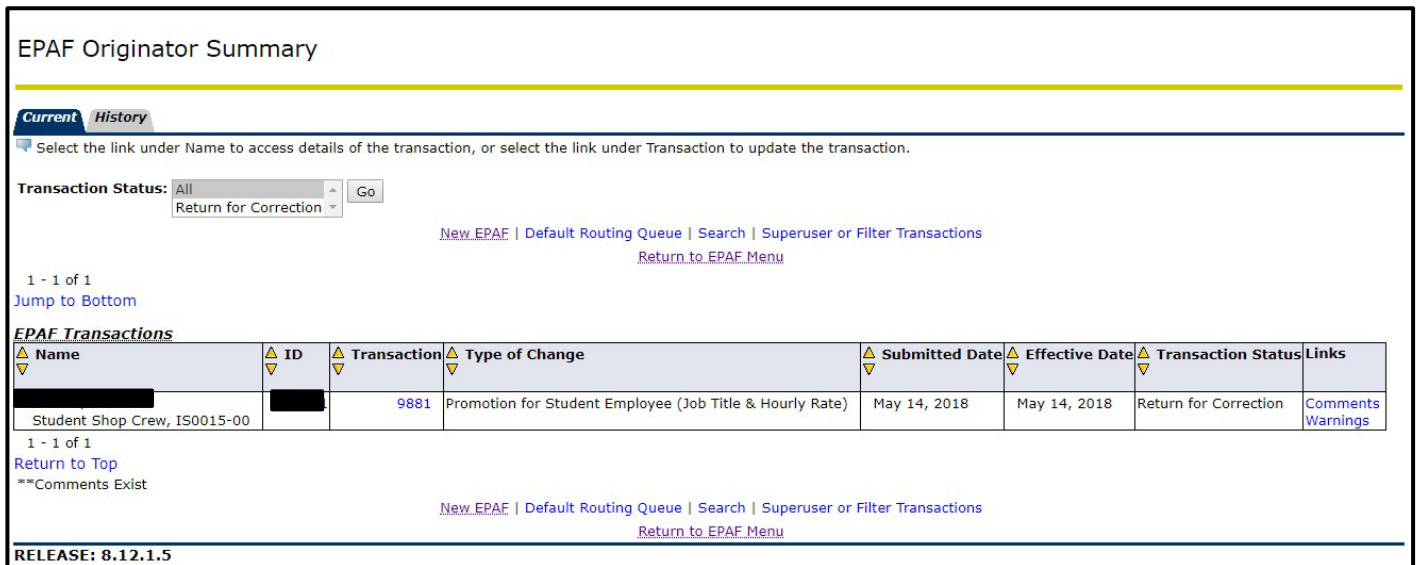 EPAF Originator Summary
Current History
Select the link under Name to access details of the transaction, or select the link under Transaction to update the transaction.
Transaction Status: All Go
Return for Correction
New EPAF | Default Routing Queue | Search | Superuser or Filter Transactions
Return to EPAF Menu
1 - 1 of 1
Jump to Bottom
EPAF Transactions
Name ID Transaction Type of Change Submitted Date Effective Date Transaction Status Links
9881 Promotion for Student Employee (Job Title & Hourly Rate) May 14, 2018 May 14, 2018 Return for Correction Comments
Student Shop Crew, IS0015-00 Warnings
1 - 1 of 1
Return to Top
**Comments Exist
New EPAF | Default Routing Queue | Search | Superuser or Filter Transactions
Return to EPAF Menu
RELEASE: 8.12.1.5